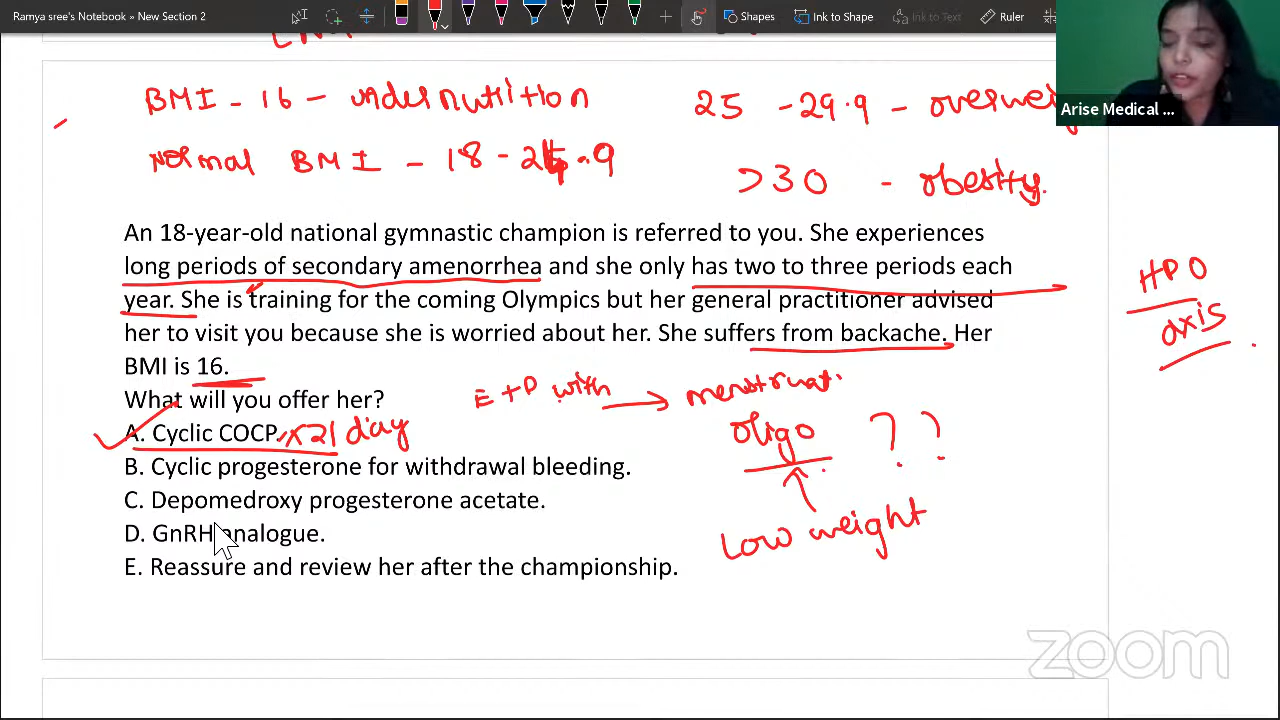 Ramya sree's Notebook » New Section 2
Shapes
Ink to Shape
Ink to Text
Ruler
Arise Medical ...
BMI - 16 - undernutrition
25 - 29.9 - overwei
Normal BMI - 18 - 24.9
>30 - obesity.
An 18-year-old national gymnastic champion is referred to you. She experiences
long periods of secondary amenorrhea and she only has two to three periods each
year. She is training for the coming Olympics but her general practitioner advised
her to visit you because she is worried about her. She suffers from backache. Her
BMI is 16.
HPO
axis
What will you offer her?
E+P with → menstruat.
A. Cyclic COCP. x21 day
oligo ??
B. Cyclic progesterone for withdrawal bleeding.
C. Depomedroxy progesterone acetate.
low weight
D. GnRH analogue.
E. Reassure and review her after the championship.
zoom